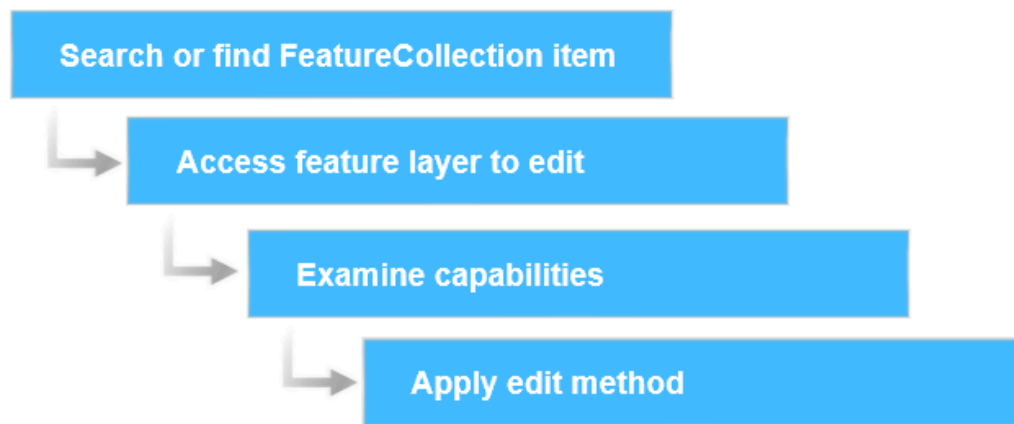 Search or find FeatureCollection item
Access feature layer to edit
Examine capabilities
Apply edit method